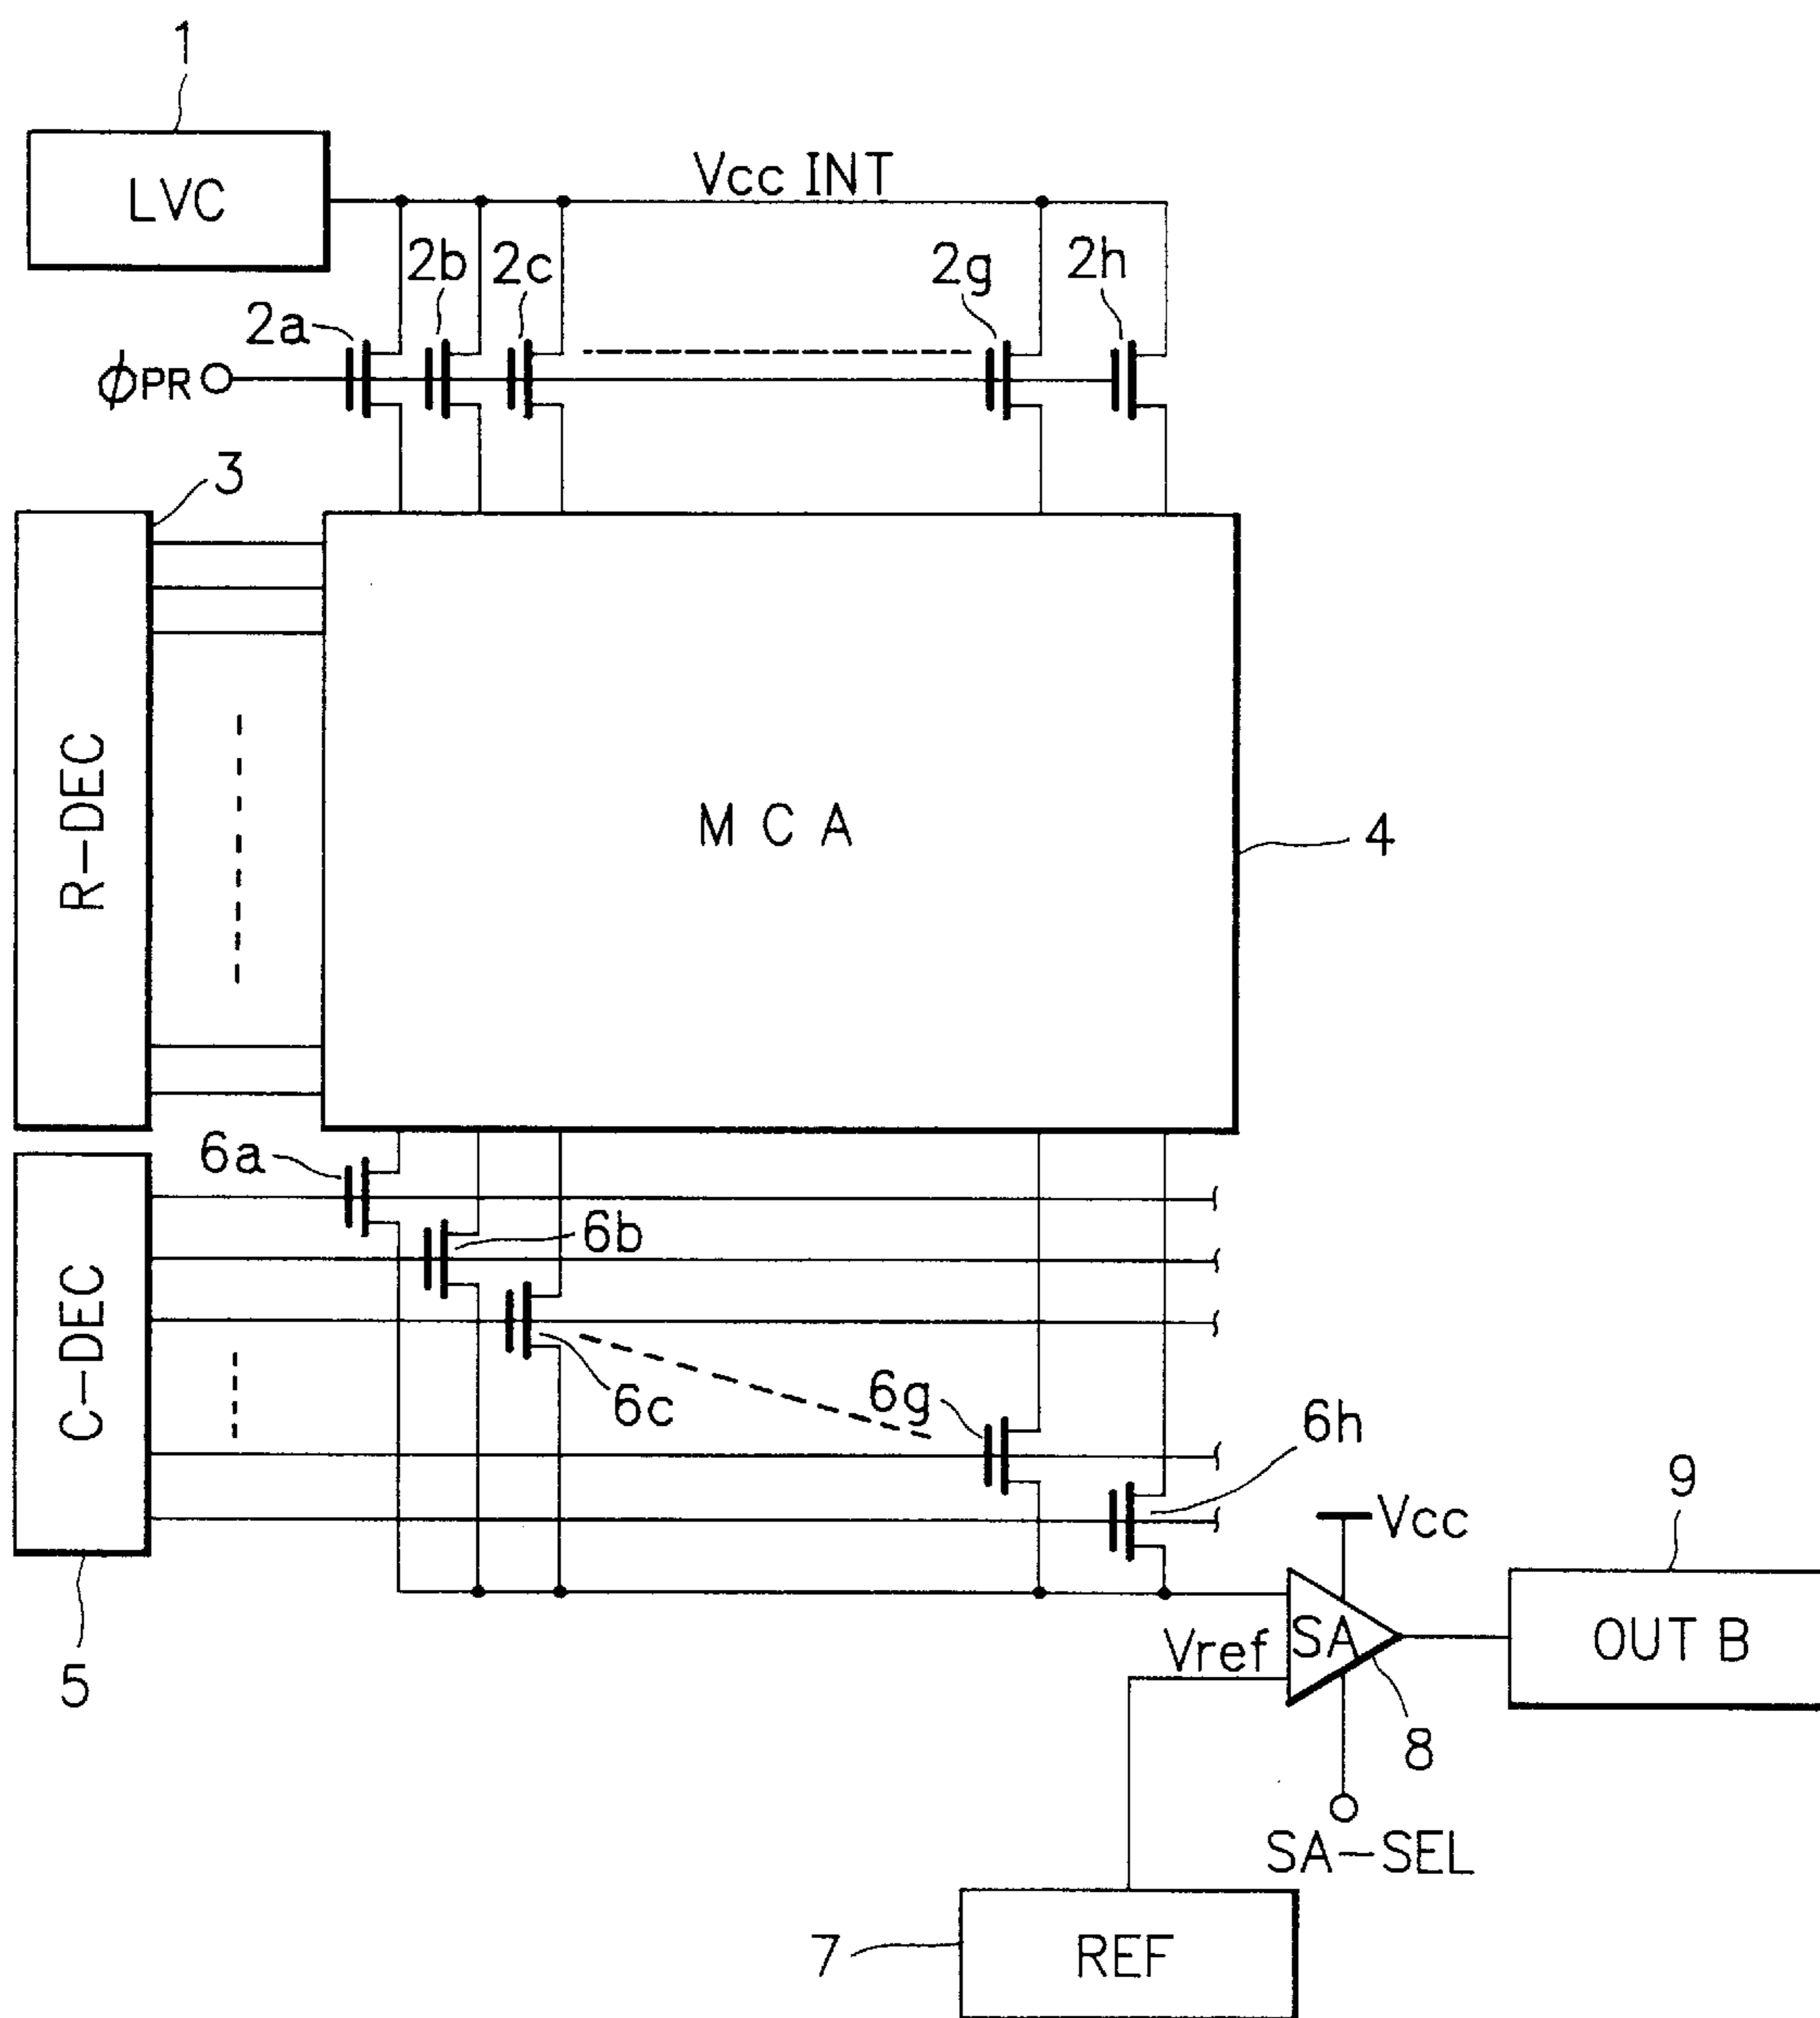 1
LVC
Vcc INT
2a
2b
2c
2g
2h
ϕPR
3
R-DEC
MCA
4
6a
6b
6c
6g
6h
C-DEC
5
Vcc
9
Vref
SA
OUT B
8
SA-SEL
7
REF